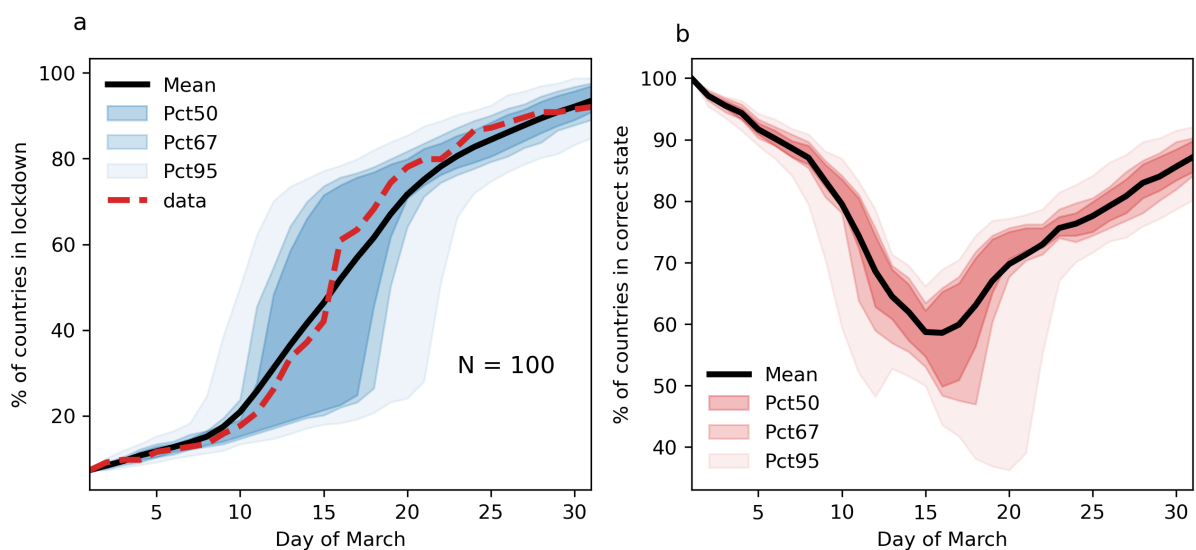 a
% of countries in lockdown
100
80
60
40
20
Mean
Pct50
Pct67
Pct95
data
N = 100
5 10 15 20 25 30
Day of March
b
% of countries in correct state
100
90
80
70
60
50
40
Mean
Pct50
Pct67
Pct95
5 10 15 20 25 30
Day of March